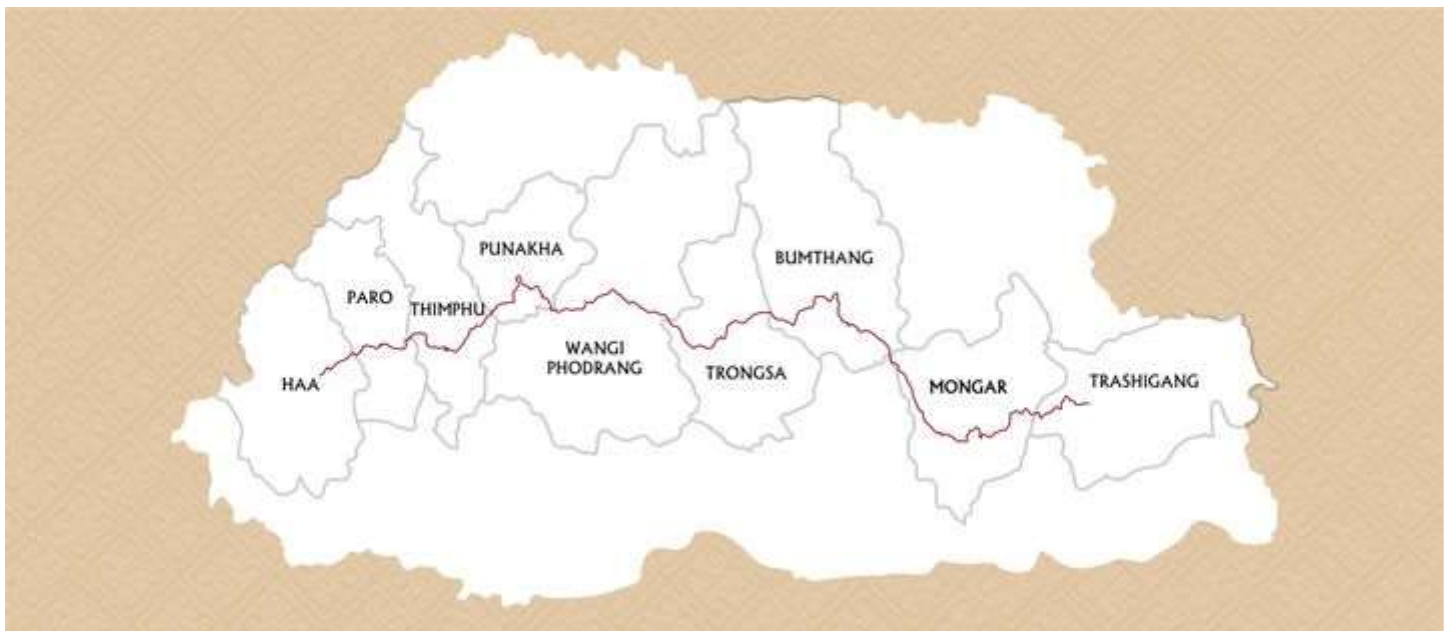 PUNAKHA
BUMTHANG
PARO
THIMPHU
WANGI
PHODRANG
TRONGSA
HAA
MONGAR
TRASHIGANG